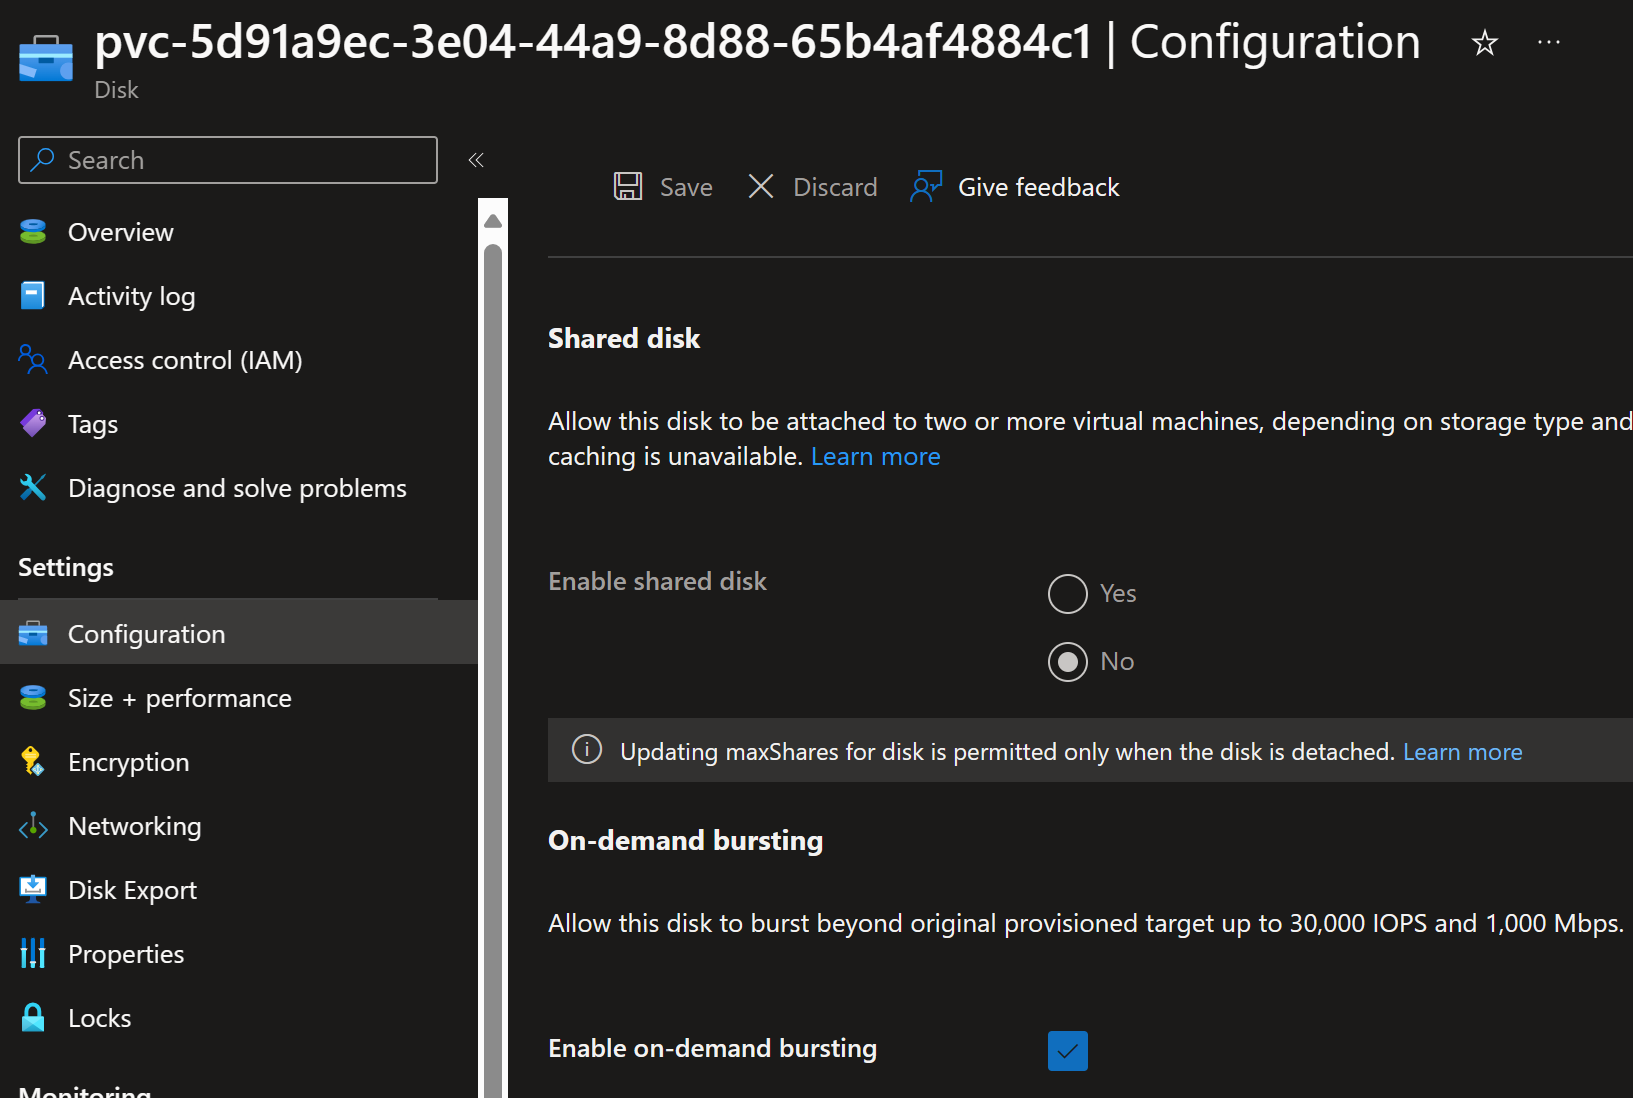 pvc-5d91a9ec-3e04-44a9-8d88-65b4af4884c1 | Configuration
Disk
Search
Overview
Activity log
Access control (IAM)
Tags
Diagnose and solve problems
Settings
Configuration
Size + performance
Encryption
Networking
Disk Export
Properties
Locks
Monitoring
Save
Discard
Give feedback
Shared disk
Allow this disk to be attached to two or more virtual machines, depending on storage type and
caching is unavailable. Learn more
Enable shared disk
Yes
No
Updating maxShares for disk is permitted only when the disk is detached. Learn more
On-demand bursting
Allow this disk to burst beyond original provisioned target up to 30,000 IOPS and 1,000 Mbps.
Enable on-demand bursting